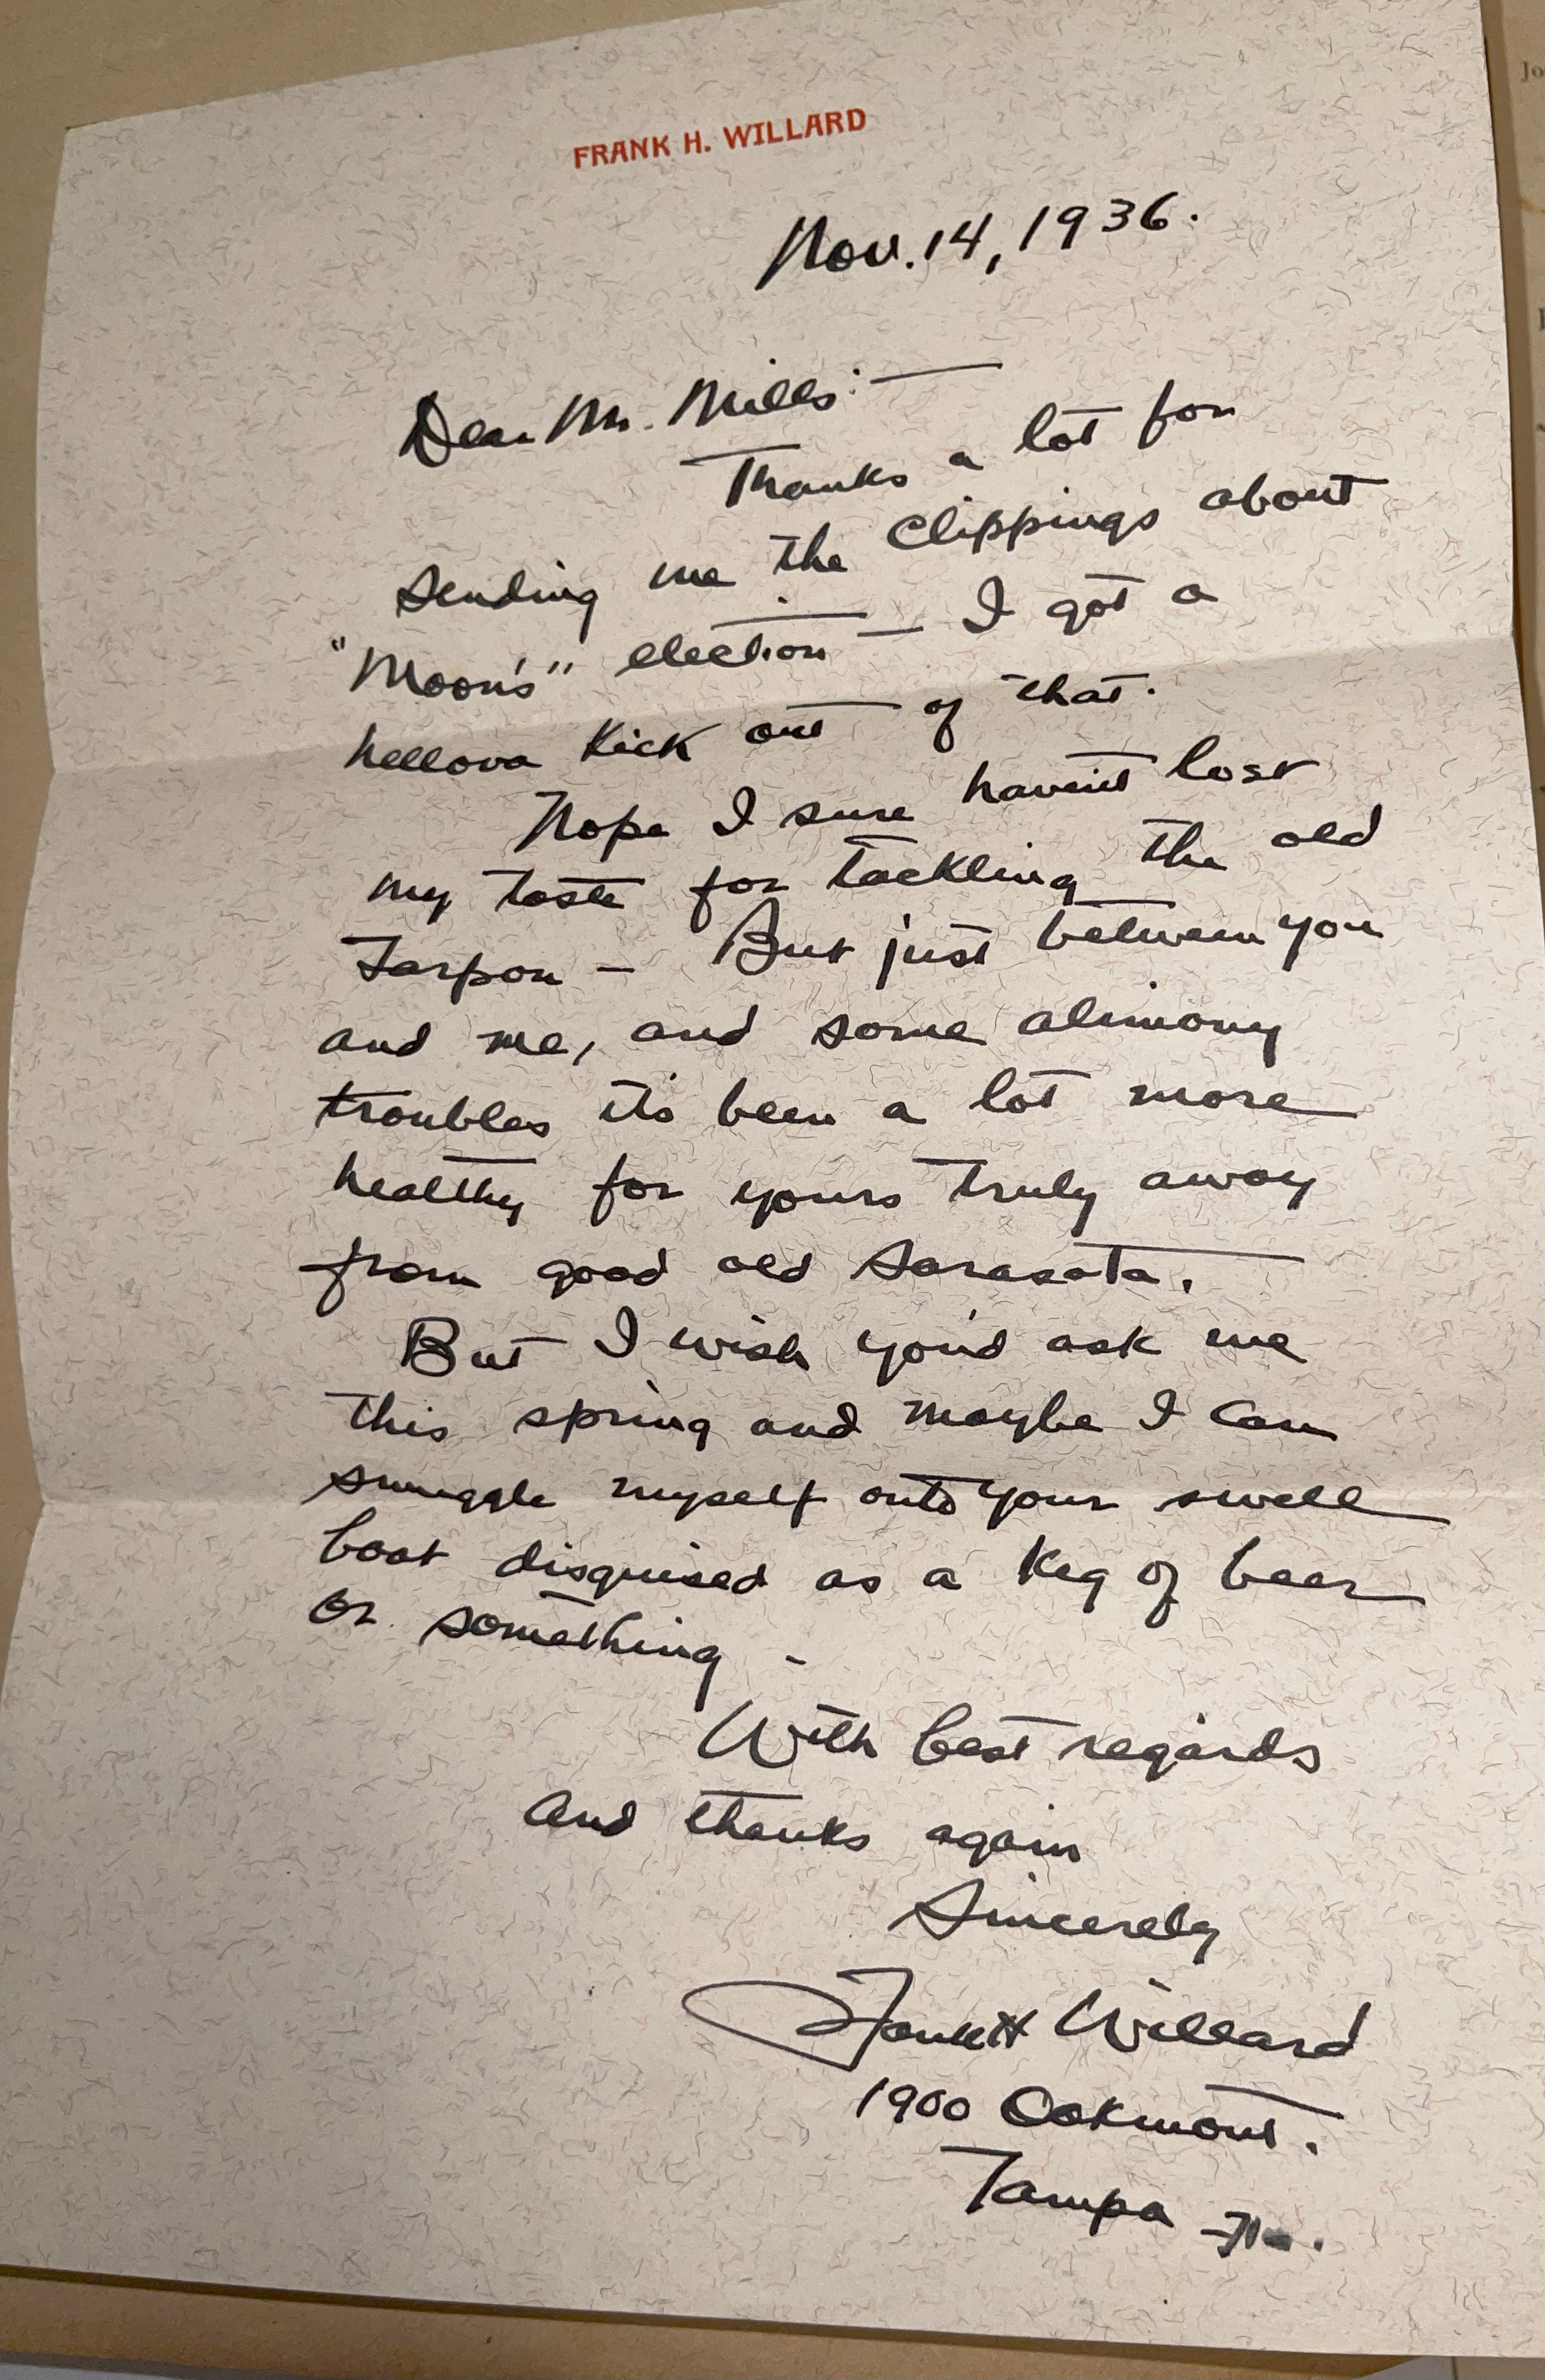 FRANK H. WILLARD
Nov. 14, 1936.
Dear Mr. Mills: —
Thanks a lot for
sending me the clippings about
"Moon's" election — I got a
hellova kick out of that.
Nope I sure haven't lost
my taste for tackling the old
Tarpon — But just between you
and me, and some alimony
troubles it's been a lot more
healthy for yours truly away
from good old Sarasota.
But I wish you'd ask me
this spring and maybe I can
smuggle myself onto your swell
boat disguised as a keg of beer
or something -
With best regards
and thanks again
Sincerely
Frank H Willard
1900 Oakmont.
Tampa Fla.
Jo